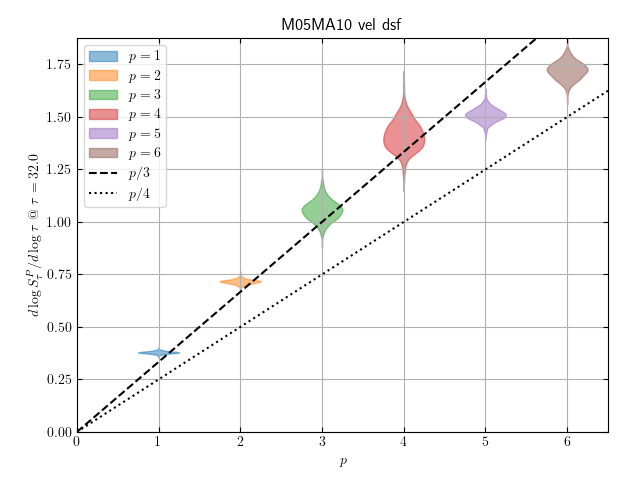 M05MA10 vel dsf
p = 1
p = 2
p = 3
p = 4
p = 5
p = 6
p/3
p/4
d log S_τ^P / d log τ @ τ = 32.0
1.75
1.50
1.25
1.00
0.75
0.50
0.25
0.00
0 1 2 3 4 5 6
p